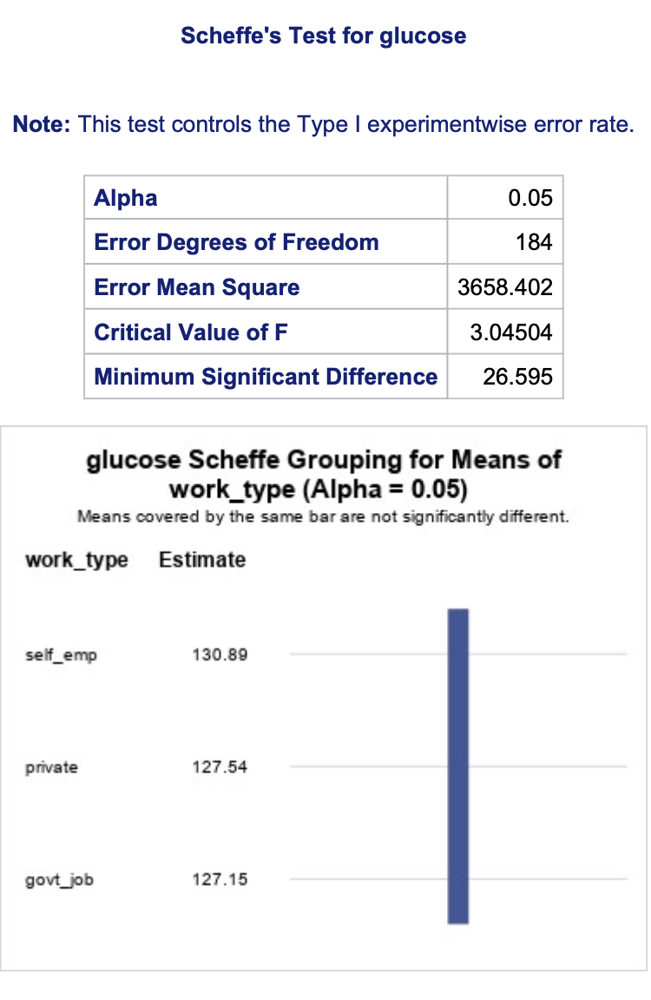 Scheffe's Test for glucose
Note: This test controls the Type I experimentwise error rate.
Alpha 0.05
Error Degrees of Freedom 184
Error Mean Square 3658.402
Critical Value of F 3.04504
Minimum Significant Difference 26.595
glucose Scheffe Grouping for Means of
work_type (Alpha = 0.05)
Means covered by the same bar are not significantly different.
work_type Estimate
self_emp 130.89
private 127.54
govt_job 127.15